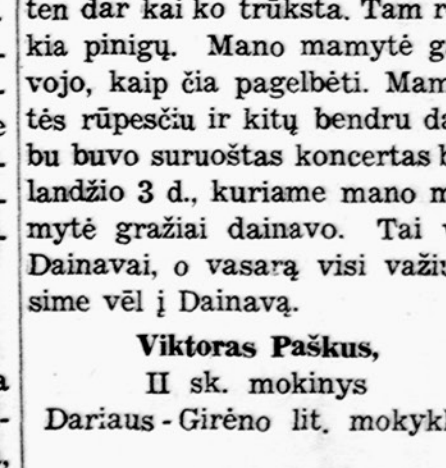 ten dar kai ko trūksta. Tam r
kia pinigų. Mano mamytė g
vojo, kaip čia pagelbėti. Mam
tės rūpesčiu ir kitų bendru da
bu buvo suruoštas koncertas b
landžio 3 d., kuriame mano m
mytė gražiai dainavo. Tai v
Dainavai, o vasarą visi važi
sime vėl į Dainavą.
Viktoras Paškus,
II sk. mokinys
Dariaus - Girėno lit. mokykl